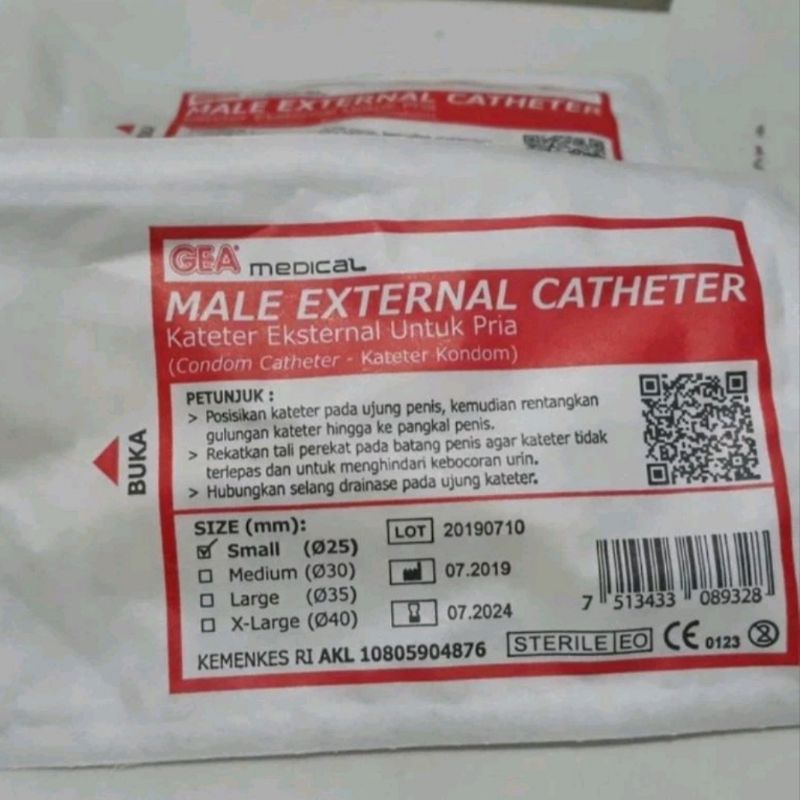 MALE EXTERNAL CATHETER
GEA® medical
MALE EXTERNAL CATHETER
Kateter Eksternal Untuk Pria
(Condom Catheter - Kateter Kondom)
PETUNJUK :
> Posisikan kateter pada ujung penis, kemudian rentangkan
gulungan kateter hingga ke pangkal penis.
> Rekatkan tali perekat pada batang penis agar kateter tidak
terlepas dan untuk menghindari kebocoran urin.
> Hubungkan selang drainase pada ujung kateter.
BUKA
SIZE (mm):
Small (Ø25)
Medium (Ø30)
Large (Ø35)
X-Large (Ø40)
LOT 20190710
07.2019
07.2024
7 513433 089328
KEMENKES RI AKL 10805904876
STERILE EO CE 0123 2